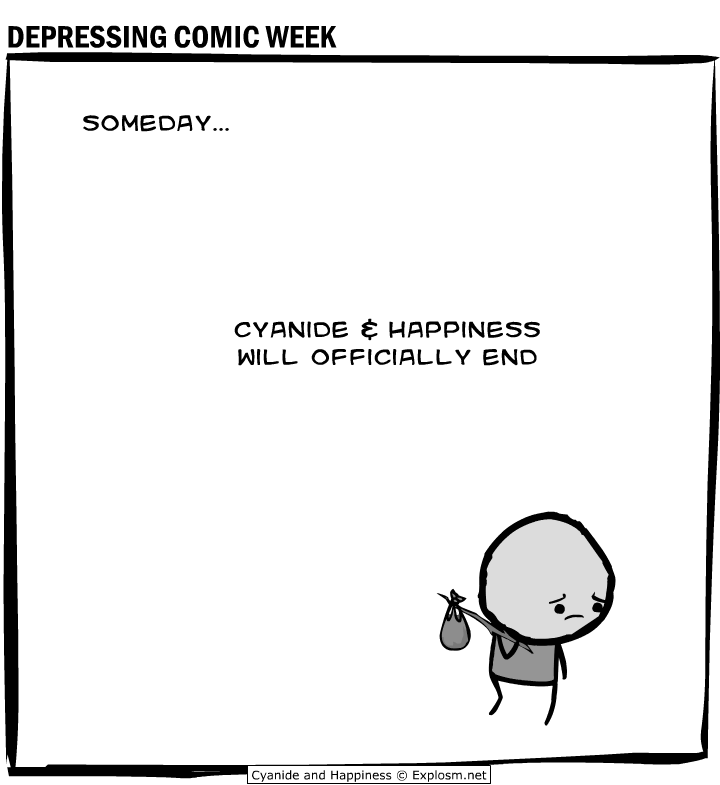 DEPRESSING COMIC WEEK
SOMEDAY...
CYANIDE & HAPPINESS
WILL OFFICIALLY END
Cyanide and Happiness © Explosm.net